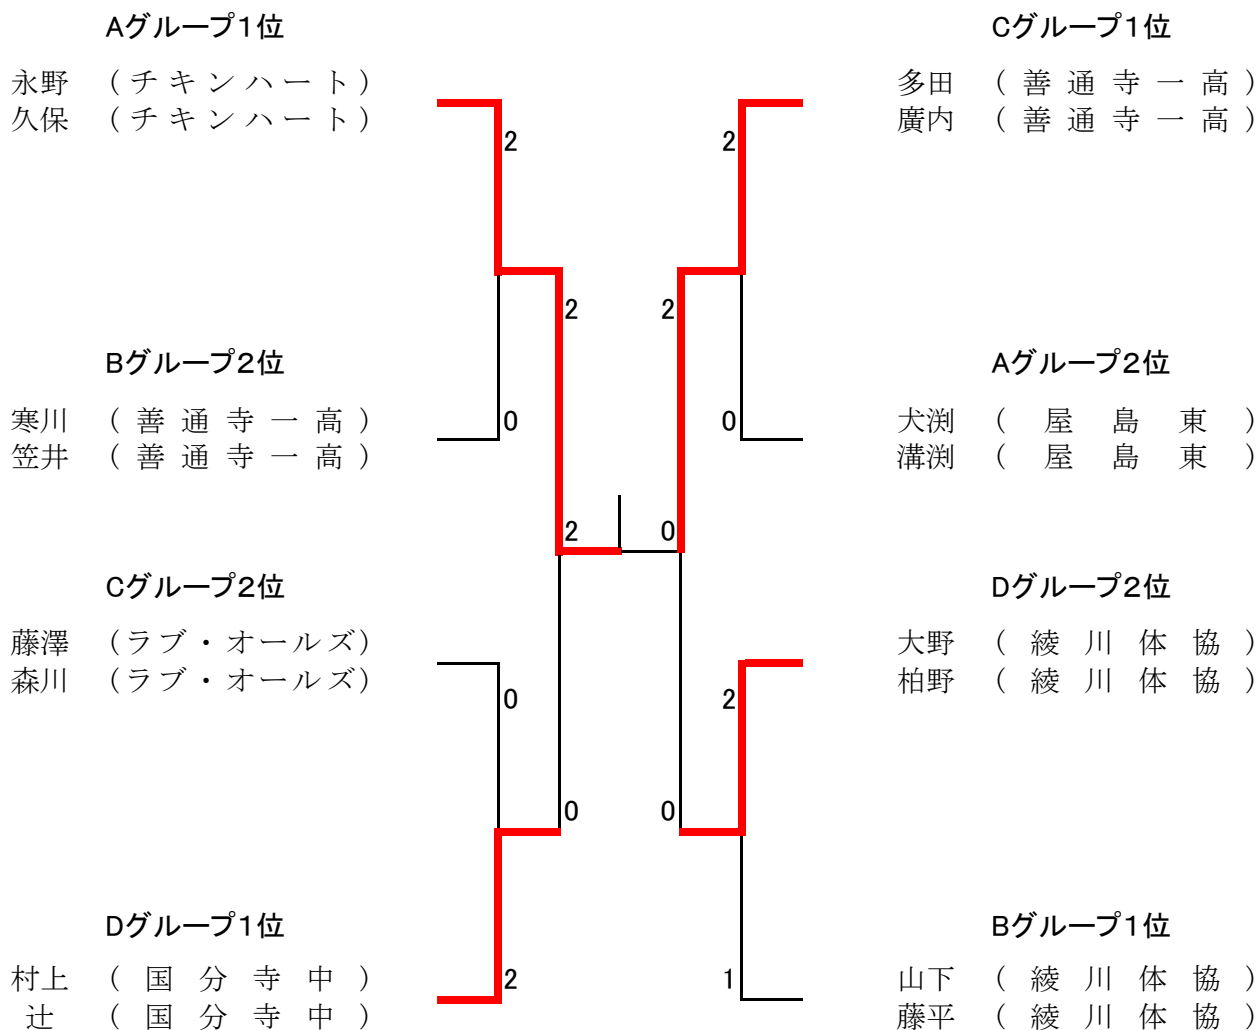 Aグループ1位
永野 (チキンハート)
久保 (チキンハート)
2
Bグループ2位
寒川 (善通寺一高)
笠井 (善通寺一高)
0
2
Cグループ2位
藤澤 (ラブ・オールズ)
森川 (ラブ・オールズ)
0
Dグループ1位
村上 (国分寺中)
辻 (国分寺中)
2
0
2
0
Cグループ1位
多田 (善通寺一高)
廣内 (善通寺一高)
2
Aグループ2位
犬渕 (屋島東)
溝渕 (屋島東)
0
2
Dグループ2位
大野 (綾川体協)
柏野 (綾川体協)
2
Bグループ1位
山下 (綾川体協)
藤平 (綾川体協)
1
0